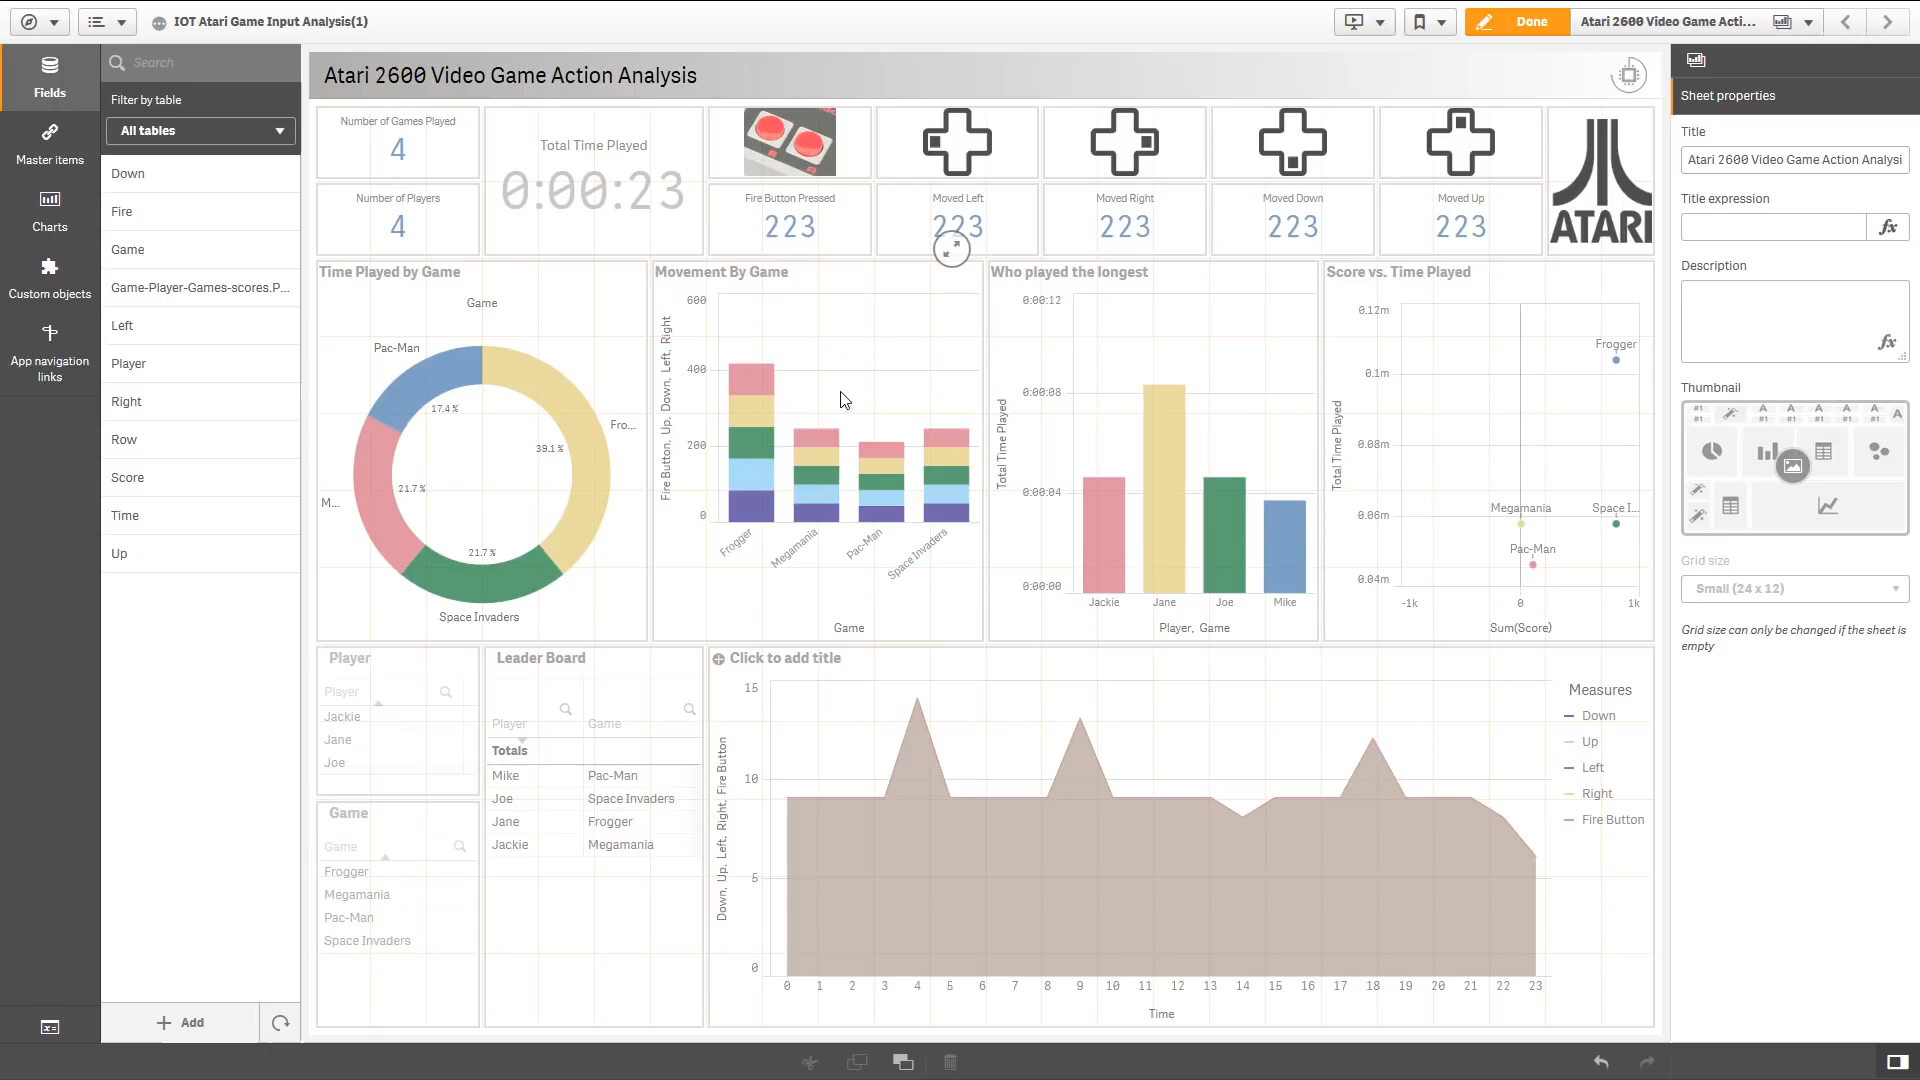 IOT Atari Game Input Analysis(1)
Done
Atari 2600 Video Game Acti...
Fields
Master items
Charts
Custom objects
App navigation
links
Search
Filter by table
All tables
Down
Fire
Game
Game-Player-Games-scores.P...
Left
Player
Right
Row
Score
Time
Up
Add
Atari 2600 Video Game Action Analysis
Number of Games Played
4
Number of Players
4
Total Time Played
0:00:23
Fire Button Pressed
223
Moved Left
223
Moved Right
223
Moved Down
223
Moved Up
223
ATARI
Time Played by Game
Game
Pac-Man
17.4 %
Fro...
39.1 %
M...
21.7 %
21.7 %
Space Invaders
Movement By Game
Fire Button, Up, Down, Left, Right
600
400
200
0
Frogger
Megamania
Pac-Man
Space Invaders
Game
Who played the longest
Total Time Played
0:00:12
0:00:08
0:00:04
0:00:00
Jackie
Jane
Joe
Mike
Player, Game
Score vs. Time Played
Total Time Played
0.12m
0.1m
0.08m
0.06m
0.04m
Frogger
Megamania
Space I...
Pac-Man
-1k
0
1k
Sum(Score)
Player
Player
Jackie
Jane
Joe
Game
Game
Frogger
Megamania
Pac-Man
Space Invaders
Leader Board
Player Game
Totals
Mike Pac-Man
Joe Space Invaders
Jane Frogger
Jackie Megamania
Click to add title
Down, Up, Left, Right, Fire Button
15
10
5
0
0 1 2 3 4 5 6 7 8 9 10 11 12 13 14 15 16 17 18 19 20 21 22 23
Time
Measures
Down
Up
Left
Right
Fire Button
Sheet properties
Title
Atari 2600 Video Game Action Analysi
Title expression
fx
Description
fx
Thumbnail
#1 A A A A A A
#1
Grid size
Small (24 x 12)
Grid size can only be changed if the sheet is
empty